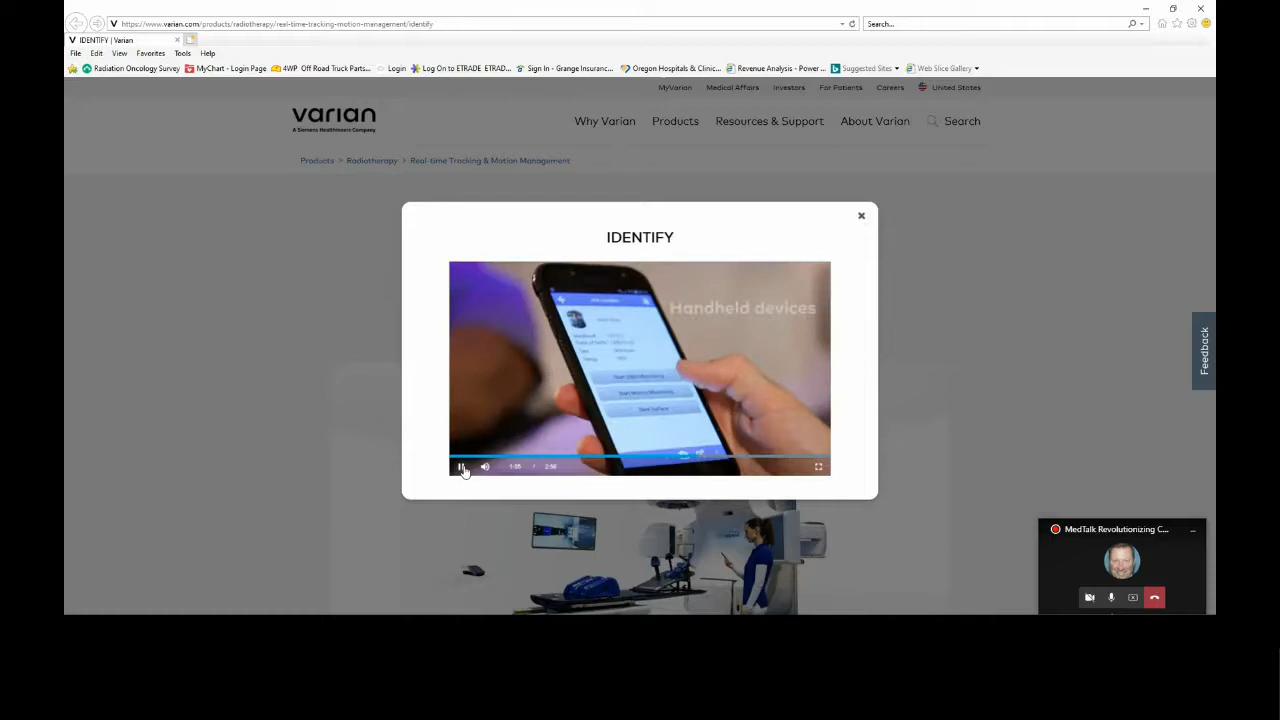 https://www.varian.com/products/radiotherapy/real-time-tracking-motion-management/identify
Search...
IDENTIFY | Varian
File Edit View Favorites Tools Help
Radiation Oncology Survey MyChart - Login Page 4WP Off Road Truck Parts... Login Log On to ETRADE ETRAD... Sign In - Grange Insuranc... Oregon Hospitals & Clinic... Revenue Analysis - Power ... Suggested Sites Web Slice Gallery
MyVarian Medical Affairs Investors For Patients Careers United States
varian
A Siemens Healthineers Company
Why Varian Products Resources & Support About Varian Search
Products > Radiotherapy > Real-time Tracking & Motion Management
IDENTIFY
Handheld devices
Save Surface
/ 2:56
Feedback
MedTalk Revolutionizing C...